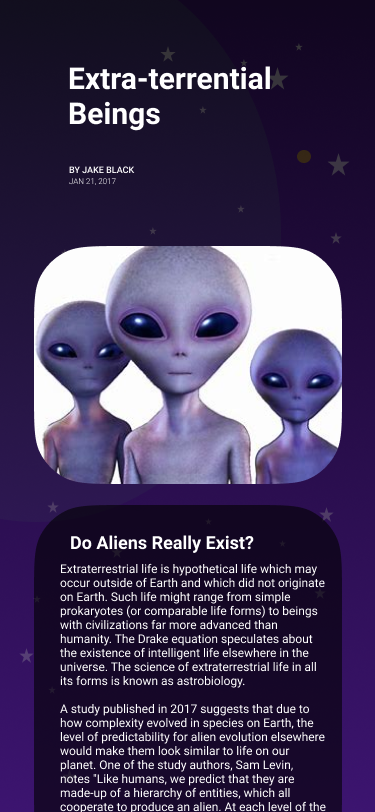 Extra-terrential
Beings
BY JAKE BLACK
JAN 21, 2017
Do Aliens Really Exist?
Extraterrestrial life is hypothetical life which may
occur outside of Earth and which did not originate
on Earth. Such life might range from simple
prokaryotes (or comparable life forms) to beings
with civilizations far more advanced than
humanity. The Drake equation speculates about
the existence of intelligent life elsewhere in the
universe. The science of extraterrestrial life in all
its forms is known as astrobiology.
A study published in 2017 suggests that due to
how complexity evolved in species on Earth, the
level of predictability for alien evolution elsewhere
would make them look similar to life on our
planet. One of the study authors, Sam Levin,
notes "Like humans, we predict that they are
made-up of a hierarchy of entities, which all
cooperate to produce an alien. At each level of the